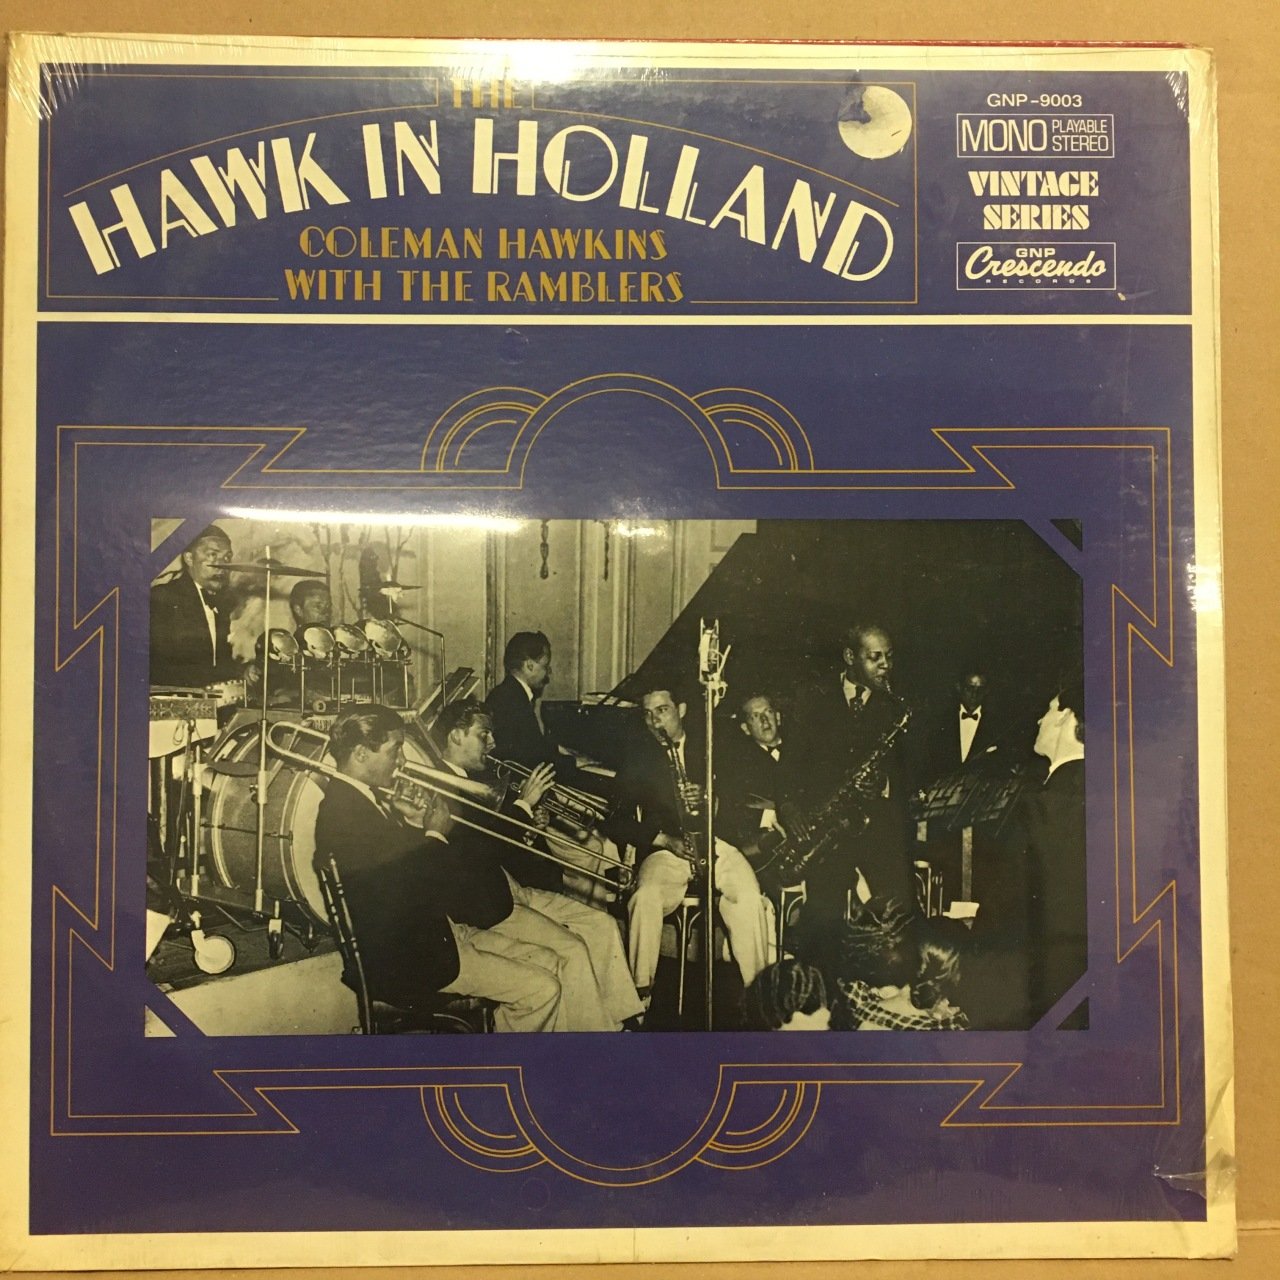 THE
HAWK IN HOLLAND
COLEMAN HAWKINS
WITH THE RAMBLERS
GNP-9003
MONO PLAYABLE
STEREO
VINTAGE
SERIES
GNP
Crescendo
RECORDS